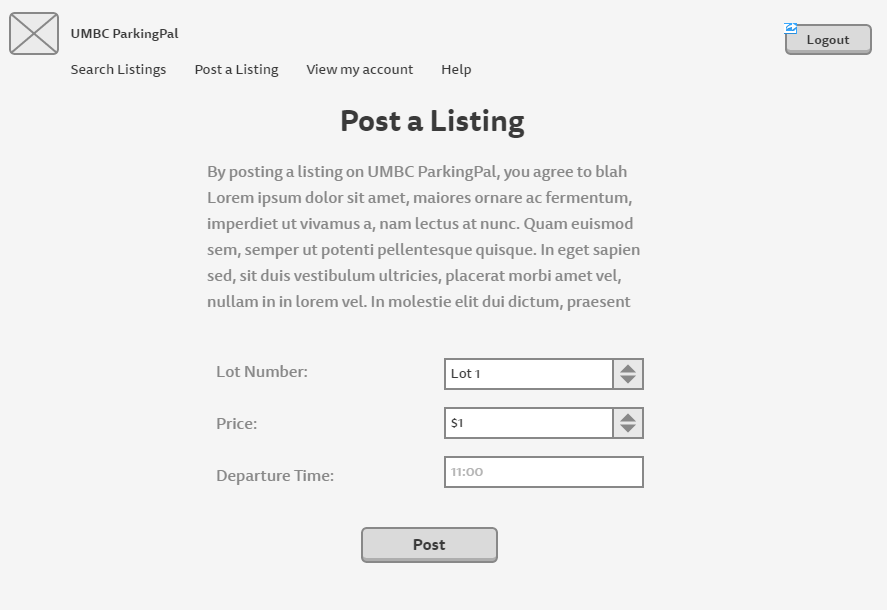 UMBC ParkingPal
Logout
Search Listings Post a Listing View my account Help
Post a Listing
By posting a listing on UMBC ParkingPal, you agree to blah
Lorem ipsum dolor sit amet, maiores ornare ac fermentum,
imperdiet ut vivamus a, nam lectus at nunc. Quam euismod
sem, semper ut potenti pellentesque quisque. In eget sapien
sed, sit duis vestibulum ultricies, placerat morbi amet vel,
nullam in in lorem vel. In molestie elit dui dictum, praesent
Lot Number: Lot 1
Price: $1
Departure Time: 11:00
Post